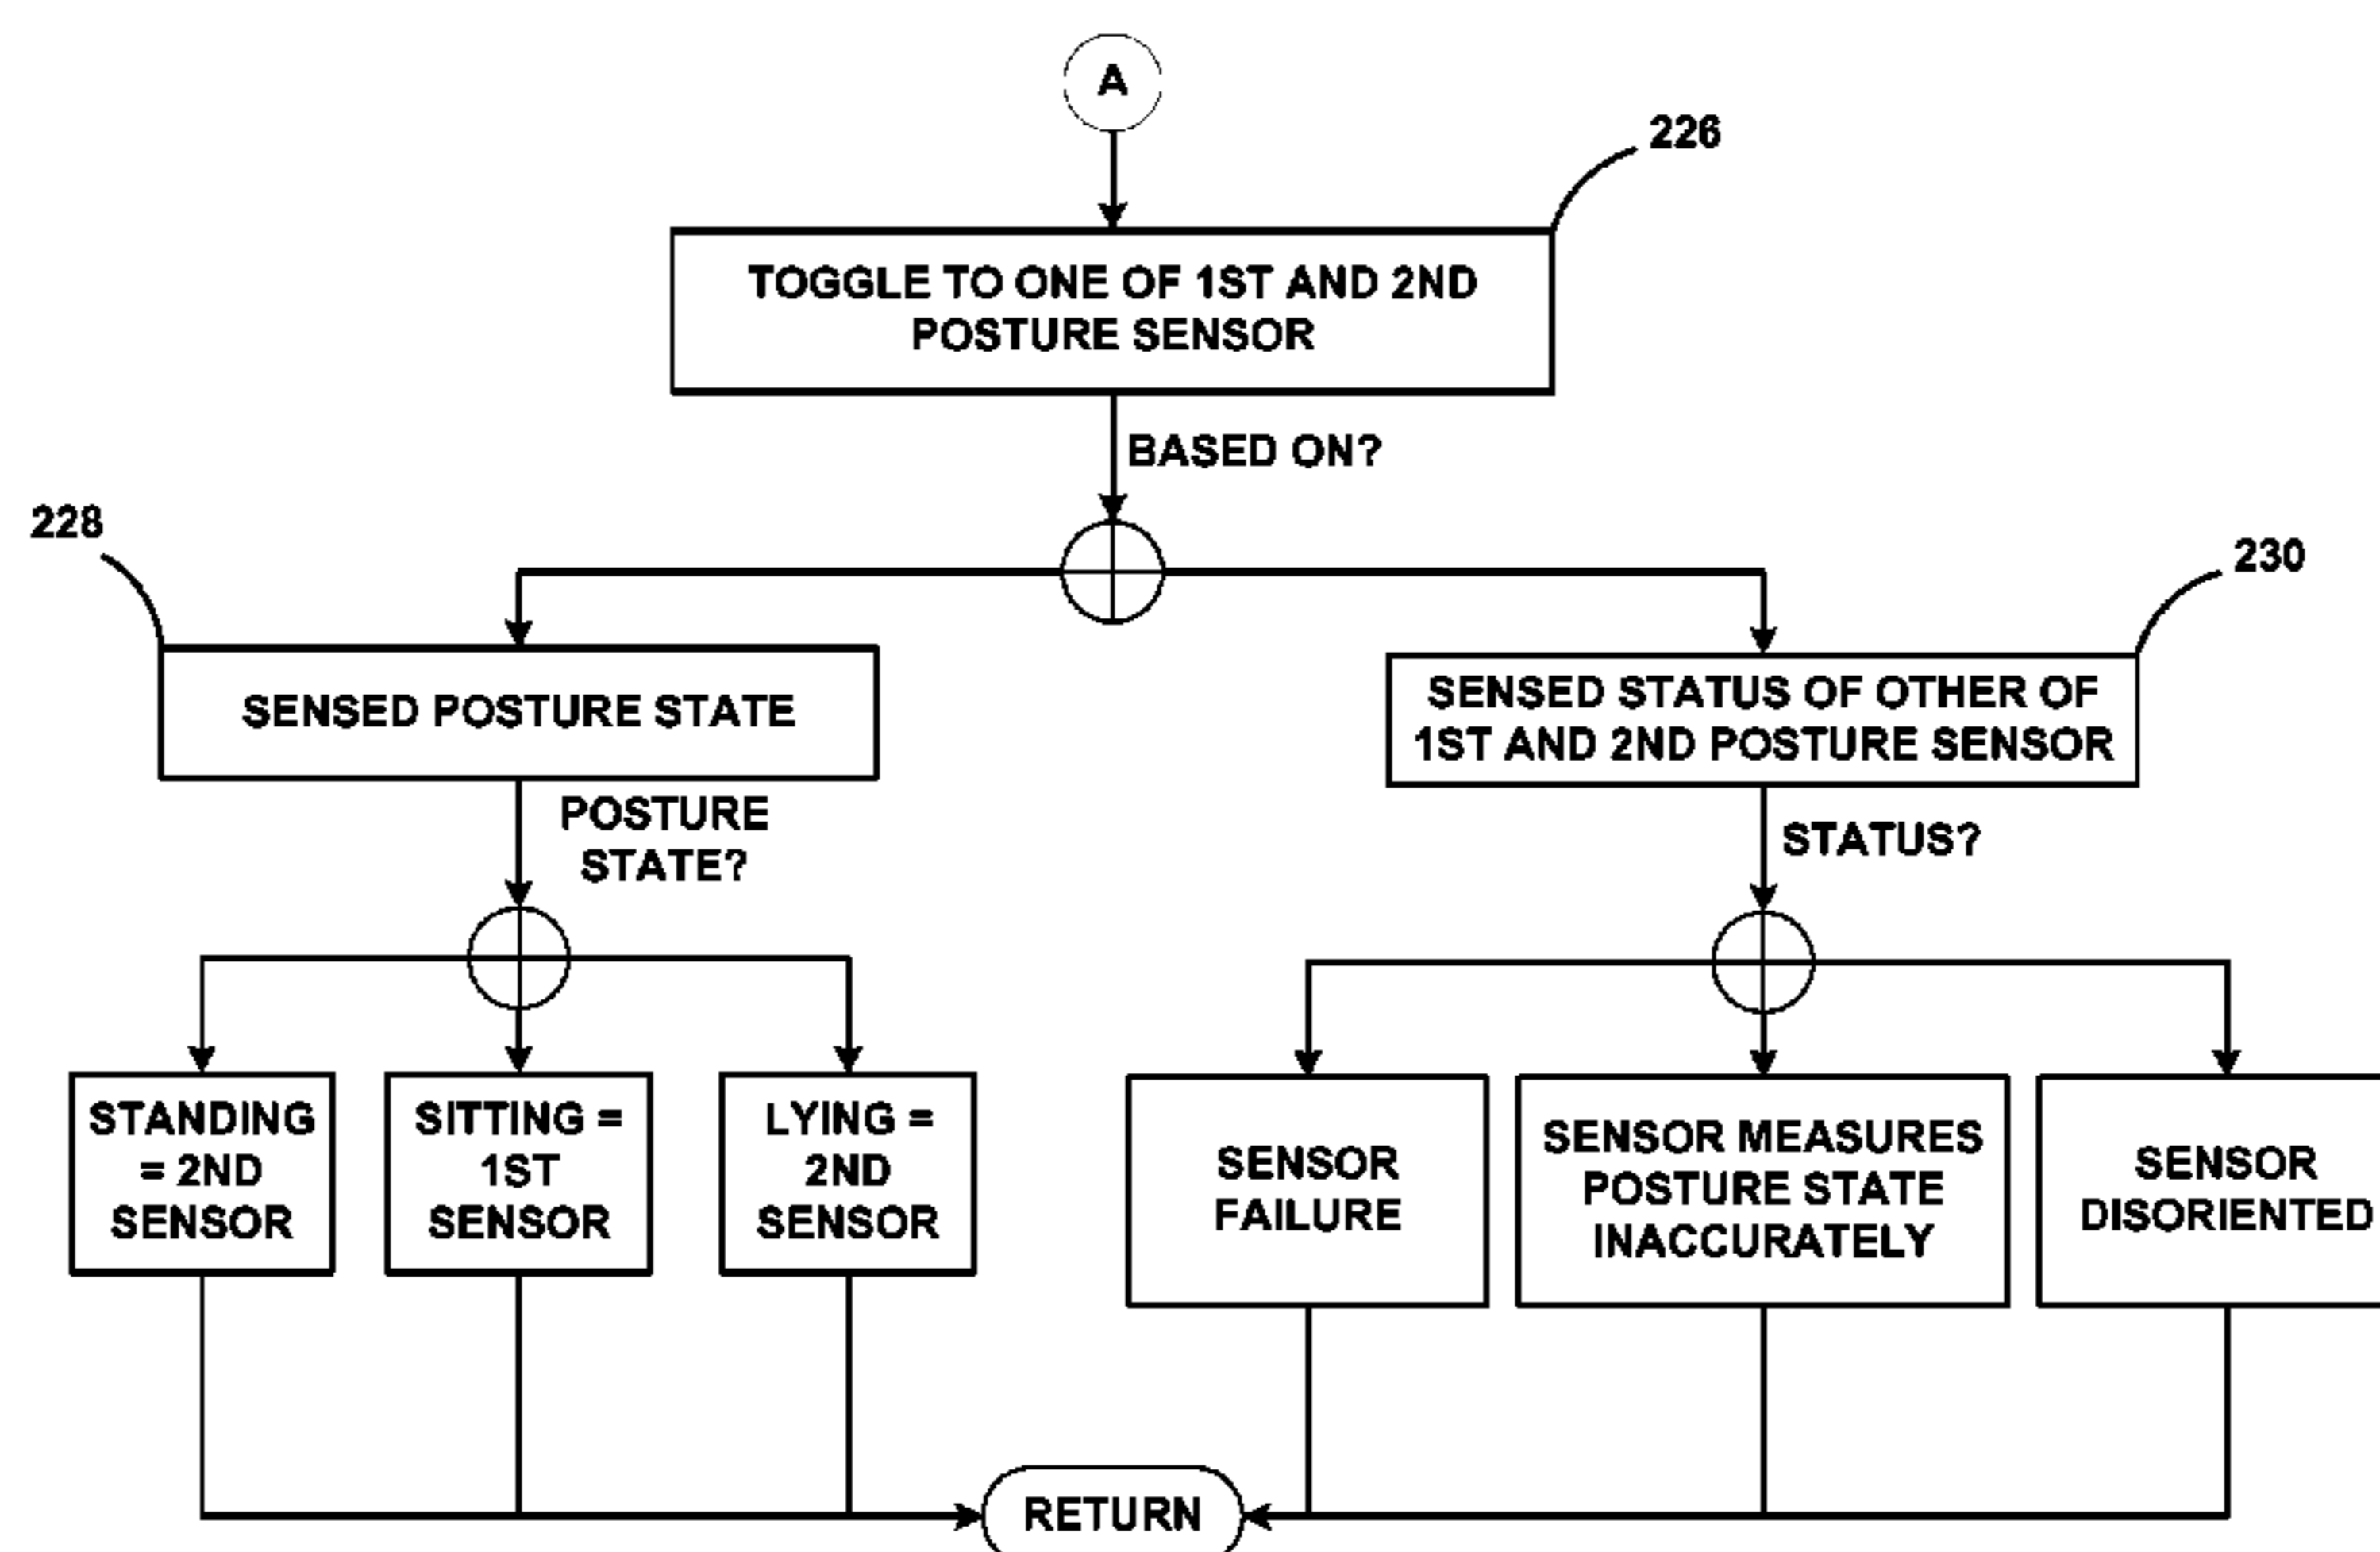 A
226
TOGGLE TO ONE OF 1ST AND 2ND
POSTURE SENSOR
BASED ON?
228
230
SENSED POSTURE STATE
SENSED STATUS OF OTHER OF
1ST AND 2ND POSTURE SENSOR
POSTURE
STATE?
STATUS?
STANDING
= 2ND
SENSOR
SITTING =
1ST
SENSOR
LYING =
2ND
SENSOR
SENSOR
FAILURE
SENSOR MEASURES
POSTURE STATE
INACCURATELY
SENSOR
DISORIENTED
RETURN